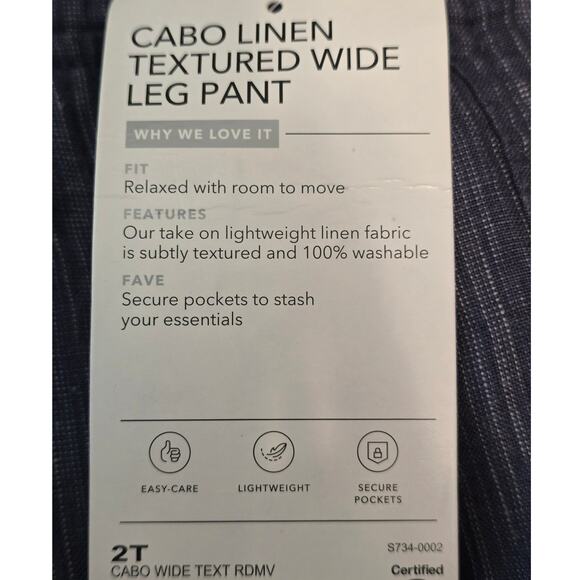 CABO LINEN
TEXTURED WIDE
LEG PANT
WHY WE LOVE IT
FIT
Relaxed with room to move
FEATURES
Our take on lightweight linen fabric
is subtly textured and 100% washable
FAVE
Secure pockets to stash
your essentials
EASY-CARE
LIGHTWEIGHT
SECURE
POCKETS
2T
S734-0002
CABO WIDE TEXT RDMV
Certified